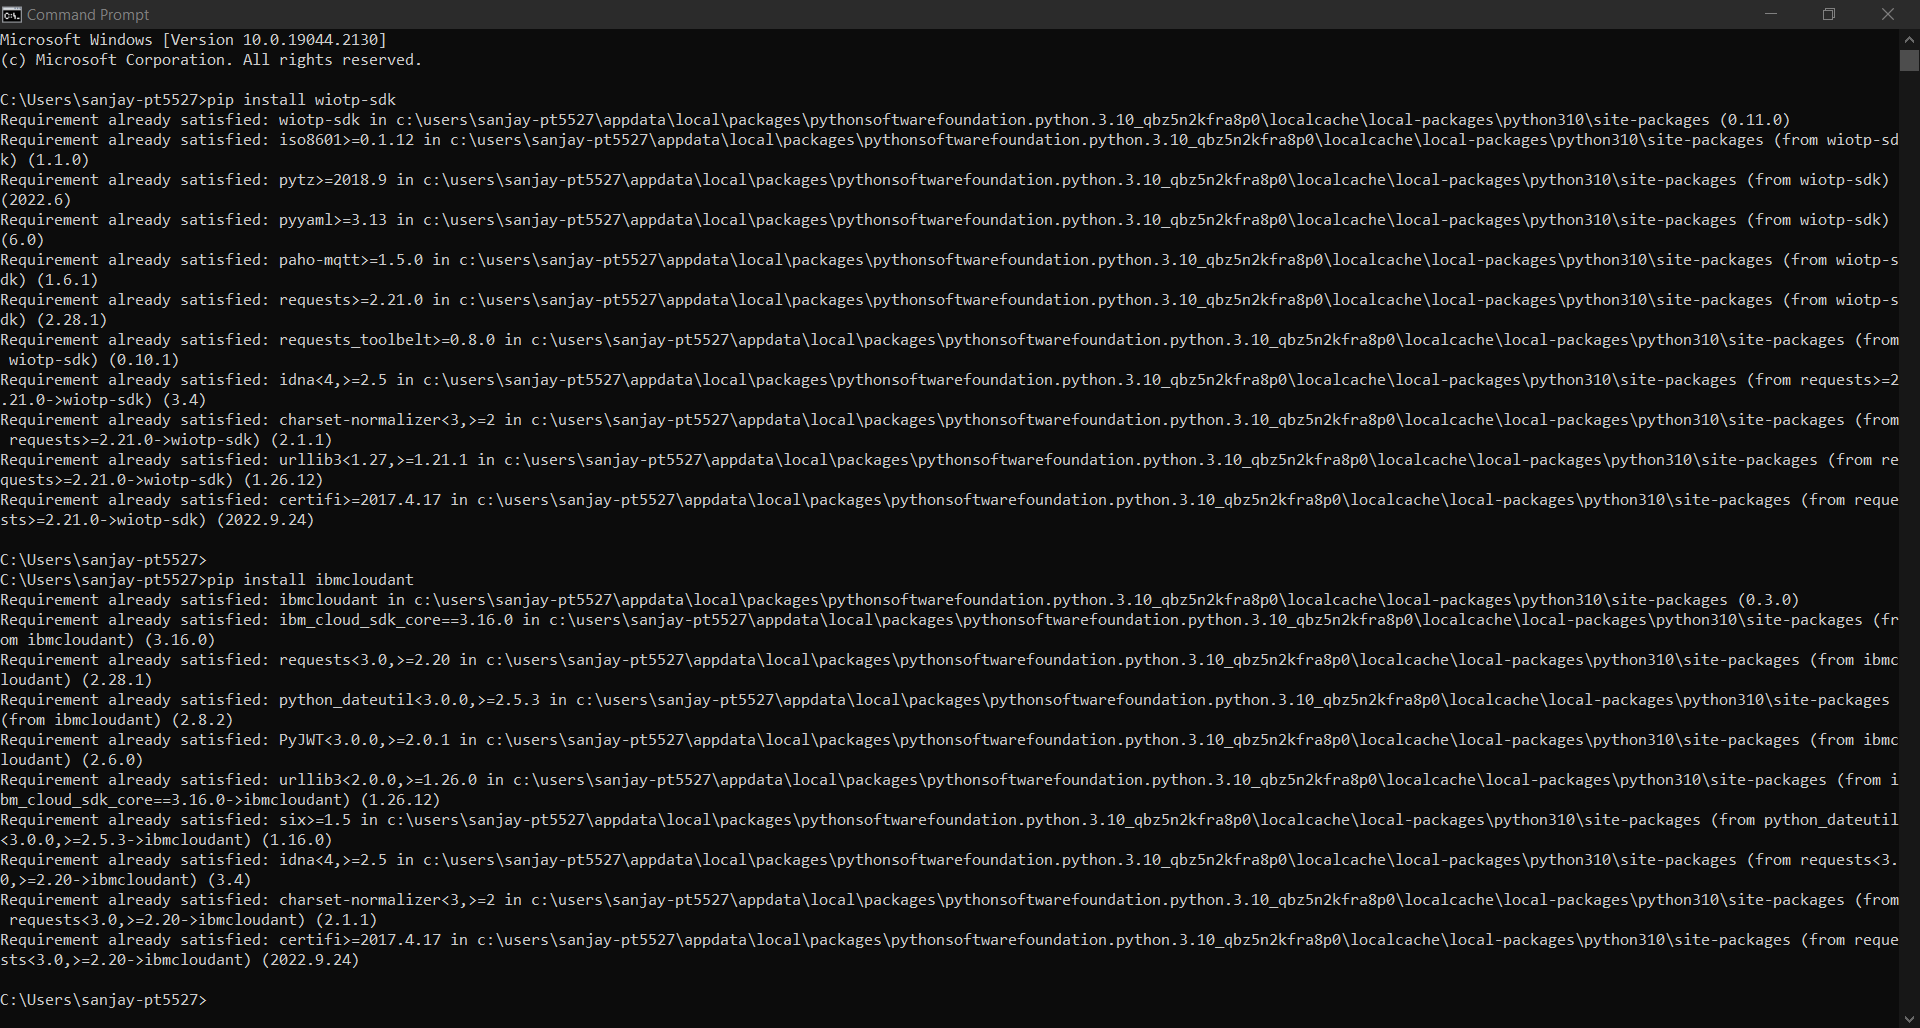 Command Prompt
Microsoft Windows [Version 10.0.19044.2130]
(c) Microsoft Corporation. All rights reserved.
C:\Users\sanjay-pt5527>pip install wiotp-sdk
Requirement already satisfied: wiotp-sdk in c:\users\sanjay-pt5527\appdata\local\packages\pythonsoftwarefoundation.python.3.10_qbz5n2kfra8p0\localcache\local-packages\python310\site-packages (0.11.0)
Requirement already satisfied: iso8601>=0.1.12 in c:\users\sanjay-pt5527\appdata\local\packages\pythonsoftwarefoundation.python.3.10_qbz5n2kfra8p0\localcache\local-packages\python310\site-packages (from wiotp-sd
k) (1.1.0)
Requirement already satisfied: pytz>=2018.9 in c:\users\sanjay-pt5527\appdata\local\packages\pythonsoftwarefoundation.python.3.10_qbz5n2kfra8p0\localcache\local-packages\python310\site-packages (from wiotp-sdk)
(2022.6)
Requirement already satisfied: pyyaml>=3.13 in c:\users\sanjay-pt5527\appdata\local\packages\pythonsoftwarefoundation.python.3.10_qbz5n2kfra8p0\localcache\local-packages\python310\site-packages (from wiotp-sdk)
(6.0)
Requirement already satisfied: paho-mqtt>=1.5.0 in c:\users\sanjay-pt5527\appdata\local\packages\pythonsoftwarefoundation.python.3.10_qbz5n2kfra8p0\localcache\local-packages\python310\site-packages (from wiotp-s
dk) (1.6.1)
Requirement already satisfied: requests>=2.21.0 in c:\users\sanjay-pt5527\appdata\local\packages\pythonsoftwarefoundation.python.3.10_qbz5n2kfra8p0\localcache\local-packages\python310\site-packages (from wiotp-s
dk) (2.28.1)
Requirement already satisfied: requests_toolbelt>=0.8.0 in c:\users\sanjay-pt5527\appdata\local\packages\pythonsoftwarefoundation.python.3.10_qbz5n2kfra8p0\localcache\local-packages\python310\site-packages (from
 wiotp-sdk) (0.10.1)
Requirement already satisfied: idna<4,>=2.5 in c:\users\sanjay-pt5527\appdata\local\packages\pythonsoftwarefoundation.python.3.10_qbz5n2kfra8p0\localcache\local-packages\python310\site-packages (from requests>=2
.21.0->wiotp-sdk) (3.4)
Requirement already satisfied: charset-normalizer<3,>=2 in c:\users\sanjay-pt5527\appdata\local\packages\pythonsoftwarefoundation.python.3.10_qbz5n2kfra8p0\localcache\local-packages\python310\site-packages (from
 requests>=2.21.0->wiotp-sdk) (2.1.1)
Requirement already satisfied: urllib3<1.27,>=1.21.1 in c:\users\sanjay-pt5527\appdata\local\packages\pythonsoftwarefoundation.python.3.10_qbz5n2kfra8p0\localcache\local-packages\python310\site-packages (from re
quests>=2.21.0->wiotp-sdk) (1.26.12)
Requirement already satisfied: certifi>=2017.4.17 in c:\users\sanjay-pt5527\appdata\local\packages\pythonsoftwarefoundation.python.3.10_qbz5n2kfra8p0\localcache\local-packages\python310\site-packages (from reque
sts>=2.21.0->wiotp-sdk) (2022.9.24)
C:\Users\sanjay-pt5527>
C:\Users\sanjay-pt5527>pip install ibmcloudant
Requirement already satisfied: ibmcloudant in c:\users\sanjay-pt5527\appdata\local\packages\pythonsoftwarefoundation.python.3.10_qbz5n2kfra8p0\localcache\local-packages\python310\site-packages (0.3.0)
Requirement already satisfied: ibm_cloud_sdk_core==3.16.0 in c:\users\sanjay-pt5527\appdata\local\packages\pythonsoftwarefoundation.python.3.10_qbz5n2kfra8p0\localcache\local-packages\python310\site-packages (fr
om ibmcloudant) (3.16.0)
Requirement already satisfied: requests<3.0,>=2.20 in c:\users\sanjay-pt5527\appdata\local\packages\pythonsoftwarefoundation.python.3.10_qbz5n2kfra8p0\localcache\local-packages\python310\site-packages (from ibmc
loudant) (2.28.1)
Requirement already satisfied: python_dateutil<3.0.0,>=2.5.3 in c:\users\sanjay-pt5527\appdata\local\packages\pythonsoftwarefoundation.python.3.10_qbz5n2kfra8p0\localcache\local-packages\python310\site-packages
(from ibmcloudant) (2.8.2)
Requirement already satisfied: PyJWT<3.0.0,>=2.0.1 in c:\users\sanjay-pt5527\appdata\local\packages\pythonsoftwarefoundation.python.3.10_qbz5n2kfra8p0\localcache\local-packages\python310\site-packages (from ibmc
loudant) (2.6.0)
Requirement already satisfied: urllib3<2.0.0,>=1.26.0 in c:\users\sanjay-pt5527\appdata\local\packages\pythonsoftwarefoundation.python.3.10_qbz5n2kfra8p0\localcache\local-packages\python310\site-packages (from i
bm_cloud_sdk_core==3.16.0->ibmcloudant) (1.26.12)
Requirement already satisfied: six>=1.5 in c:\users\sanjay-pt5527\appdata\local\packages\pythonsoftwarefoundation.python.3.10_qbz5n2kfra8p0\localcache\local-packages\python310\site-packages (from python_dateutil
<3.0.0,>=2.5.3->ibmcloudant) (1.16.0)
Requirement already satisfied: idna<4,>=2.5 in c:\users\sanjay-pt5527\appdata\local\packages\pythonsoftwarefoundation.python.3.10_qbz5n2kfra8p0\localcache\local-packages\python310\site-packages (from requests<3.
0,>=2.20->ibmcloudant) (3.4)
Requirement already satisfied: charset-normalizer<3,>=2 in c:\users\sanjay-pt5527\appdata\local\packages\pythonsoftwarefoundation.python.3.10_qbz5n2kfra8p0\localcache\local-packages\python310\site-packages (from
 requests<3.0,>=2.20->ibmcloudant) (2.1.1)
Requirement already satisfied: certifi>=2017.4.17 in c:\users\sanjay-pt5527\appdata\local\packages\pythonsoftwarefoundation.python.3.10_qbz5n2kfra8p0\localcache\local-packages\python310\site-packages (from reque
sts<3.0,>=2.20->ibmcloudant) (2022.9.24)
C:\Users\sanjay-pt5527>